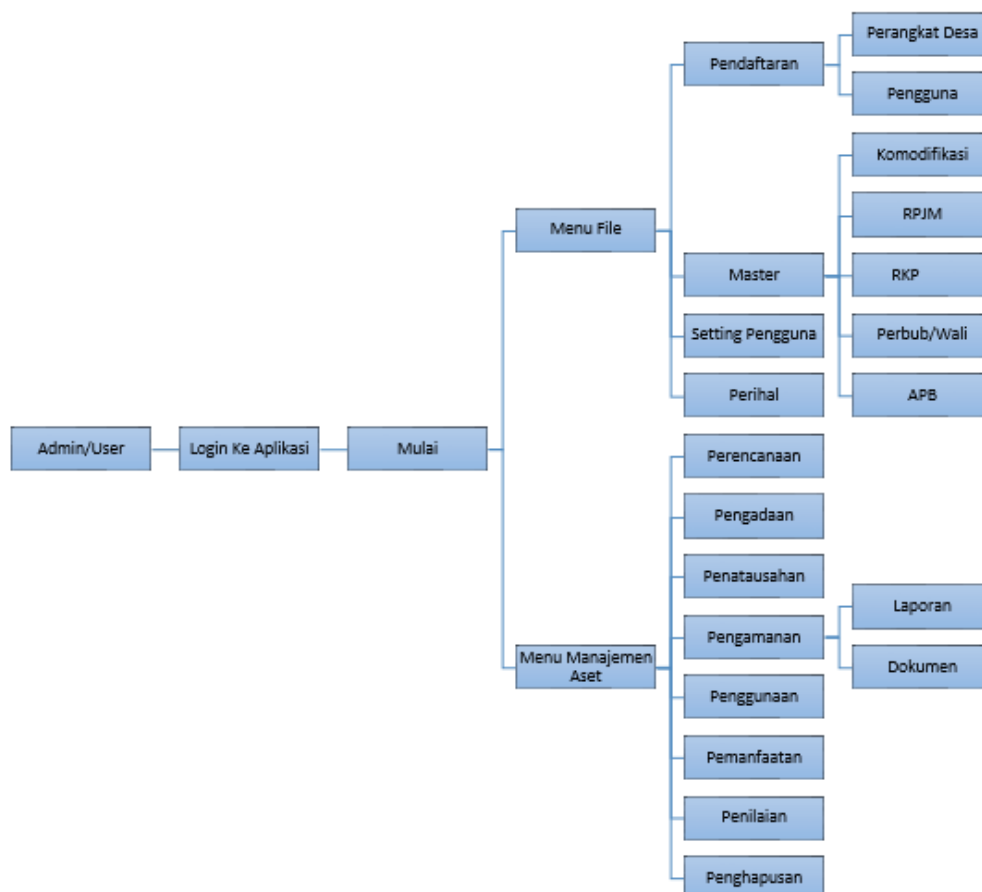 Admin/User
Login Ke Aplikasi
Mulai
Menu File
Pendaftaran
Perangkat Desa
Pengguna
Master
Komodifikasi
RPJM
RKP
Perbub/Wali
APB
Setting Pengguna
Perihal
Menu Manajemen
Aset
Perencanaan
Pengadaan
Penatausahan
Pengamanan
Laporan
Dokumen
Penggunaan
Pemanfaatan
Penilaian
Penghapusan